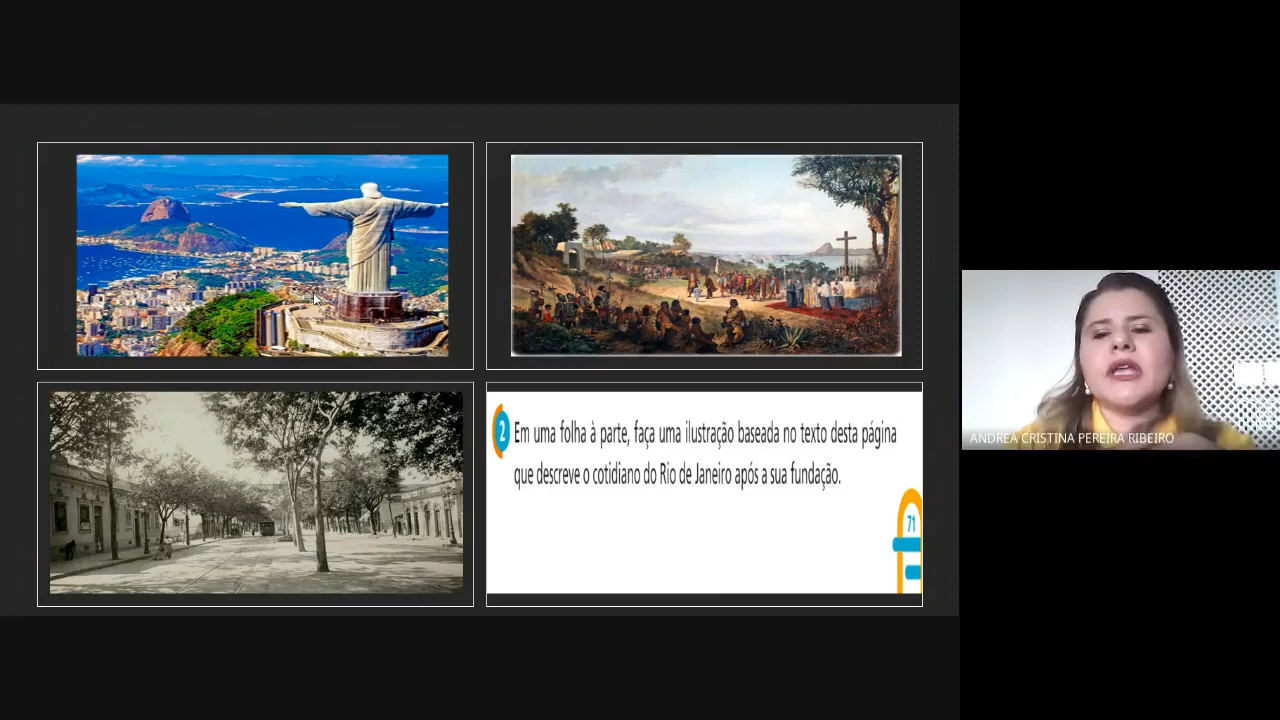 2 Em uma folha à parte, faça uma ilustração baseada no texto desta página
que descreve o cotidiano do Rio de Janeiro após a sua fundação.
71
ANDREA CRISTINA PEREIRA RIBEIRO